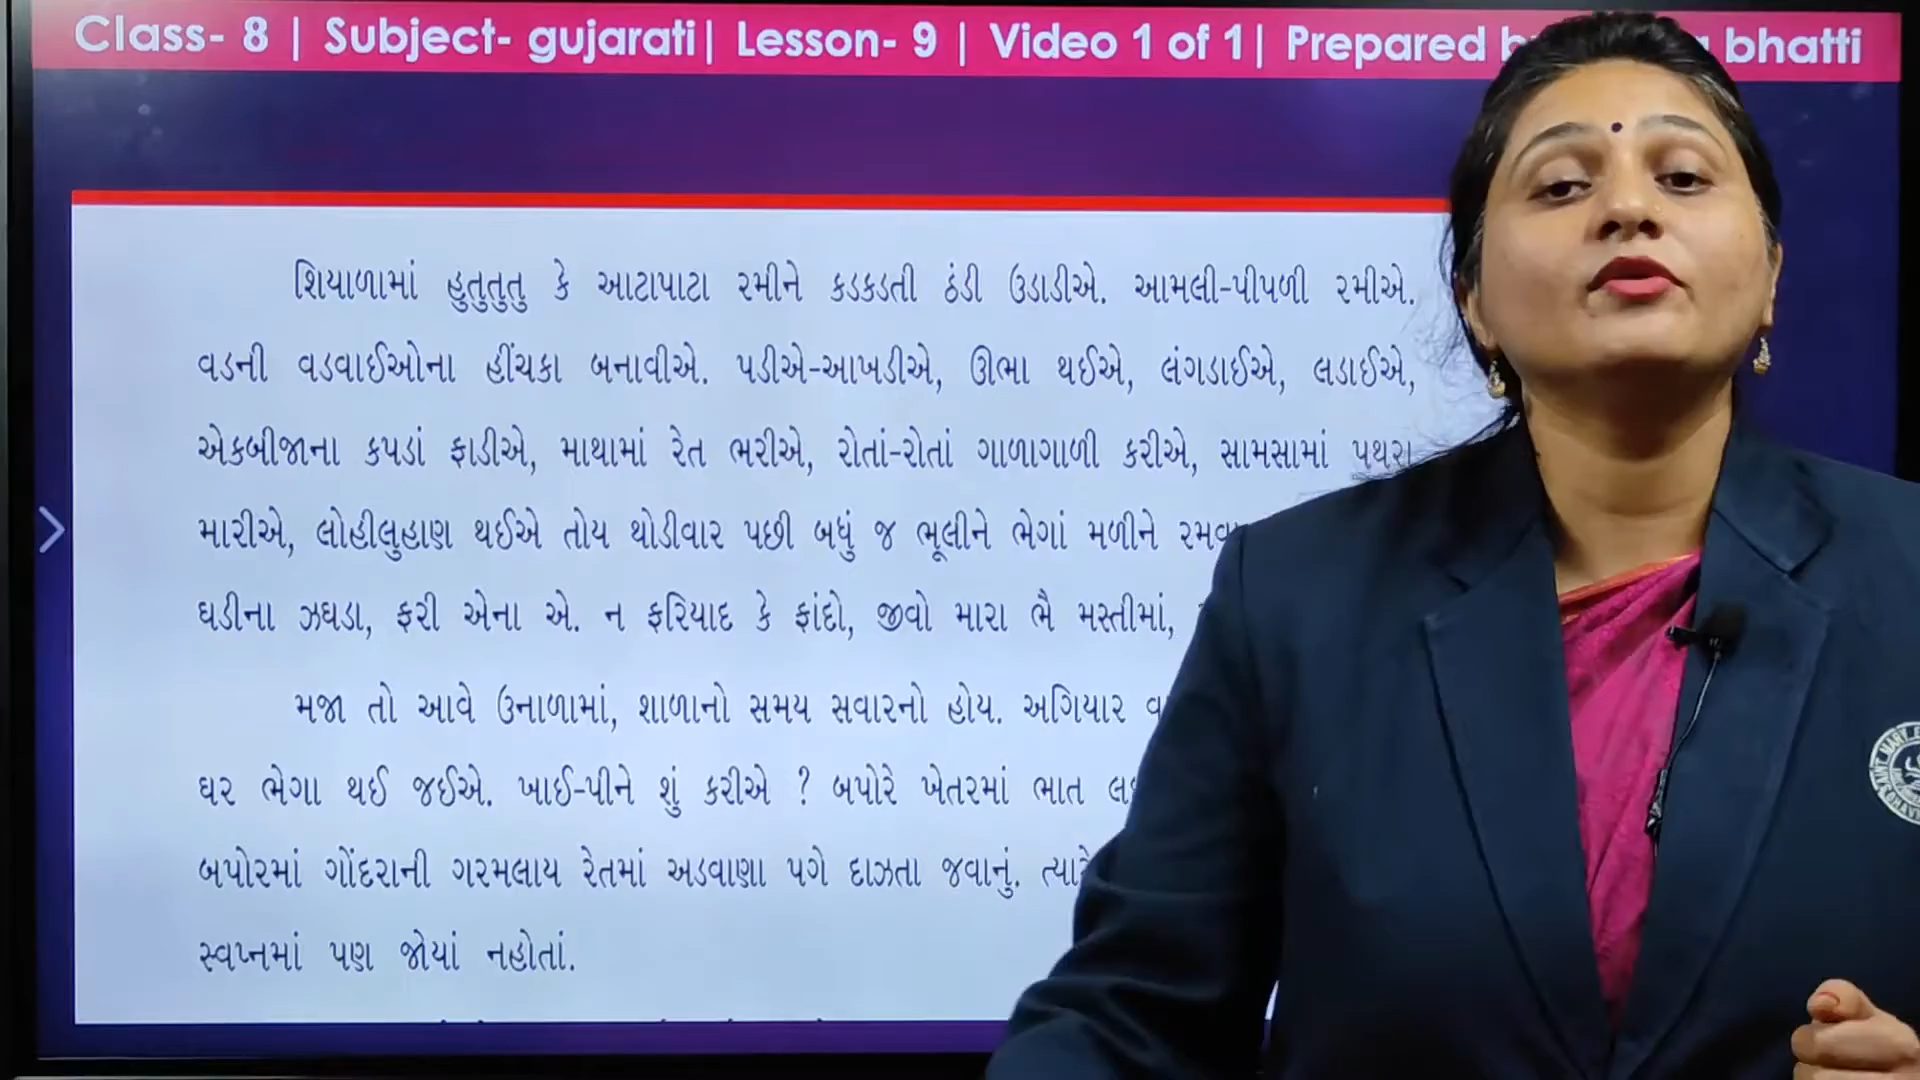 Class- 8 | Subject- gujarati| Lesson- 9 | Video 1 of 1| Prepared bhatti
શિયાળામાં હુતુતુતુ કે આટાપાટા રમીને કડકડતી ઠંડી ઉડાડીએ. આમલી-પીપળી રમીએ.
વડની વડવાઈઓના હીંચકા બનાવીએ. પડીએ-આખડીએ, ઊભા થઈએ, લંગડાઈએ, લડાઈએ,
એકબીજાના કપડાં ફાડીએ, માથામાં રેત ભરીએ, રોતાં-રોતાં ગાળાગાળી કરીએ, સામસામાં પથરા
મારીએ, લોહીલુહાણ થઈએ તોય થોડીવાર પછી બધું જ ભૂલીને ભેગાં મળીને
ઘડીના ઝઘડા, ફરી એના એ. ન ફરિયાદ કે ફાંદો, જીવો મારા ભૈ મસ્તીમાં,
મજા તો આવે ઉનાળામાં, શાળાનો સમય સવારનો હોય. અગિયાર
ઘર ભેગા થઈ જઈએ. ખાઈ-પીને શું કરીએ ? બપોરે ખેતરમાં ભાત
બપોરમાં ગોંદરાની ગરમલાય રેતમાં અડવાણા પગે દાઝતા જવાનું.
સ્વપ્નમાં પણ જોયાં નહોતાં.